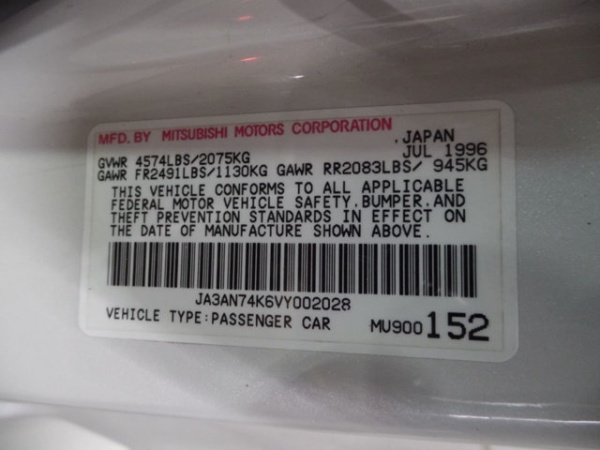 MFD. BY MITSUBISHI MOTORS CORPORATION , JAPAN
GVWR 4574LBS/2075KG JUL 1996
GAWR FR2491LBS/1130KG GAWR RR2083LBS/ 945KG
THIS VEHICLE CONFORMS TO ALL APPLICABLE
FEDERAL MOTOR VEHICLE SAFETY,BUMPER,AND
THEFT PREVENTION STANDARDS IN EFFECT ON
THE DATE OF MANUFACTURE SHOWN ABOVE.
JA3AN74K6VY002028
VEHICLE TYPE:PASSENGER CAR MU900152